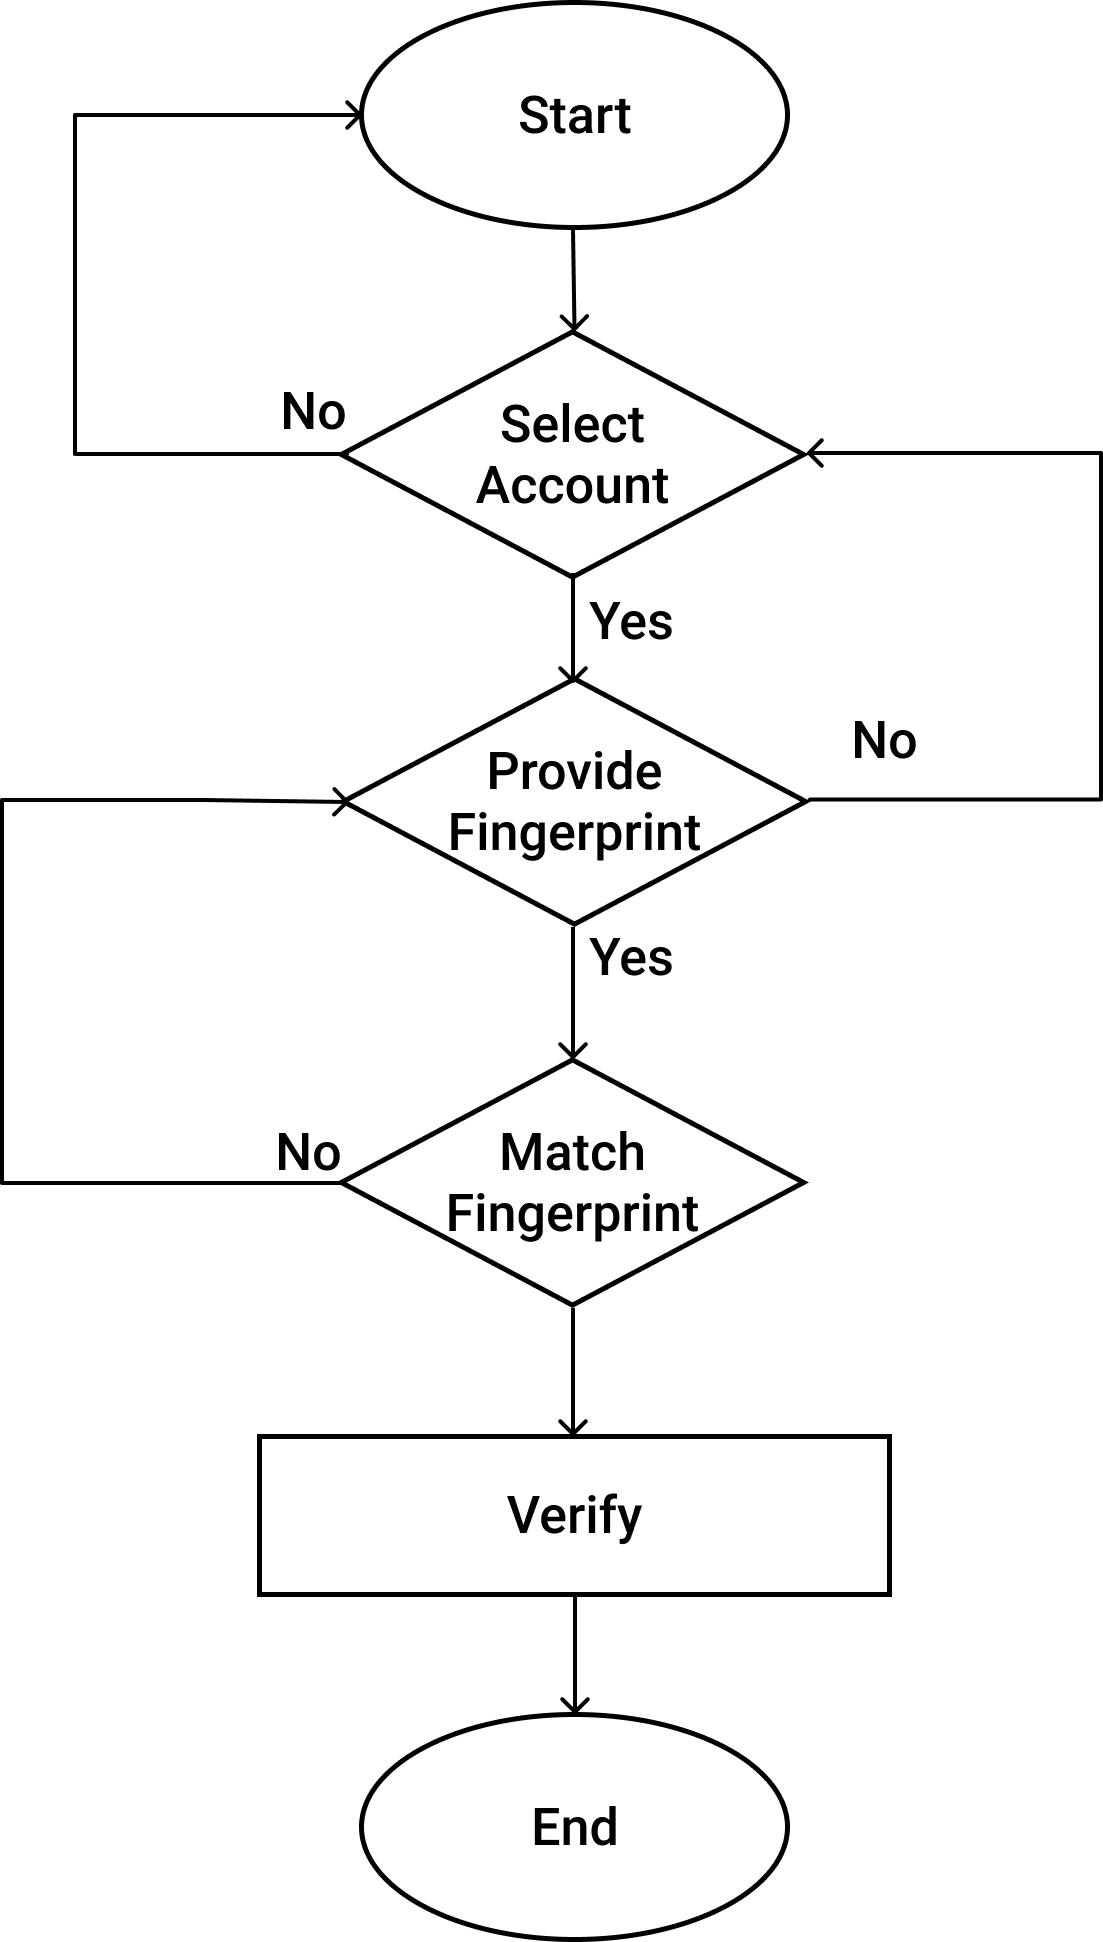 Start
No
Select
Account
Yes
No
Provide
Fingerprint
Yes
No
Match
Fingerprint
Verify
End